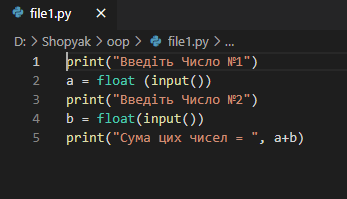 file1.py ×
D: > Shopyak > oop > file1.py > ...
1 print("Введіть Число №1")
2 a = float (input())
3 print("Введіть Число №2")
4 b = float(input())
5 print("Сума цих чисел = ", a+b)